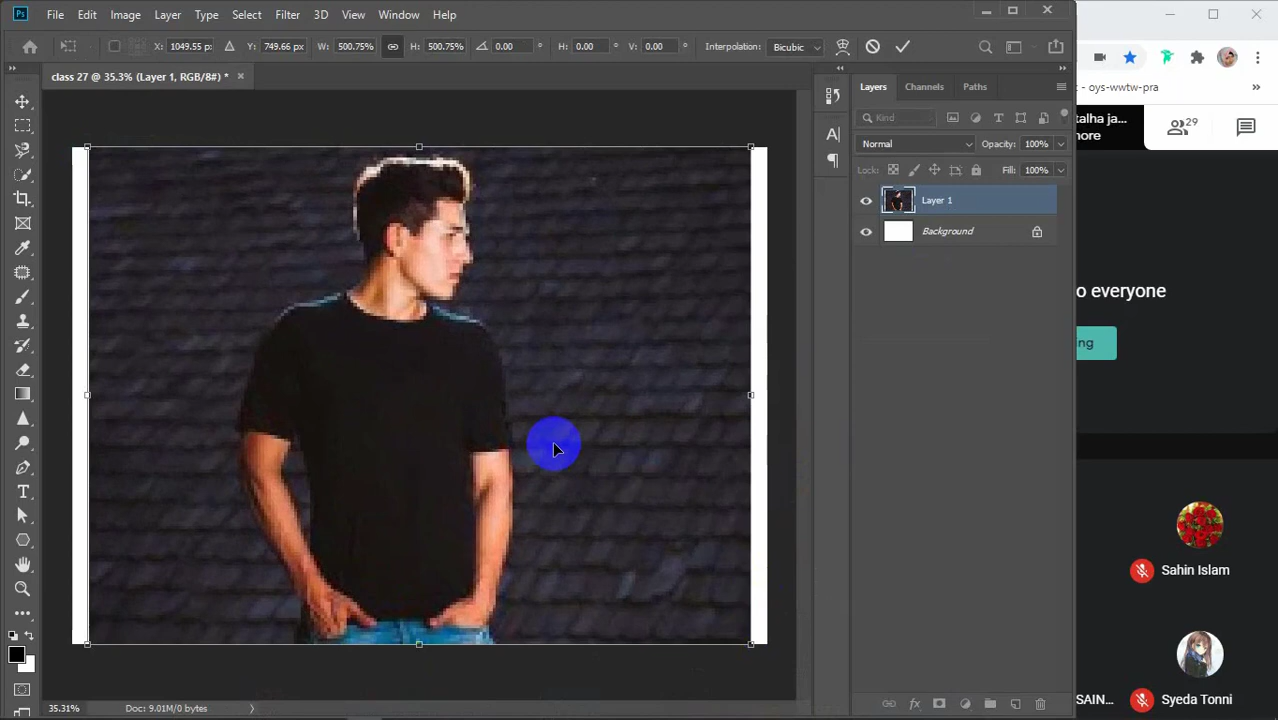 Ps File Edit Image Layer Type Select Filter 3D View Window Help
X: 1049.55 px Y: 749.66 px W: 500.75% H: 500.75% 0.00 ° H: 0.00 ° V: 0.00 ° Interpolation: Bicubic
class 27 @ 35.3% (Layer 1, RGB/8#) * ×
Layers Channels Paths
Kind
Normal Opacity: 100%
Lock: Fill: 100%
Layer 1
Background
35.31% Doc: 9.01M/0 bytes
- oys-wwtw-pra
talha ja...
more
29
o everyone
ng
Sahin Islam
SAIN... Syeda Tonni